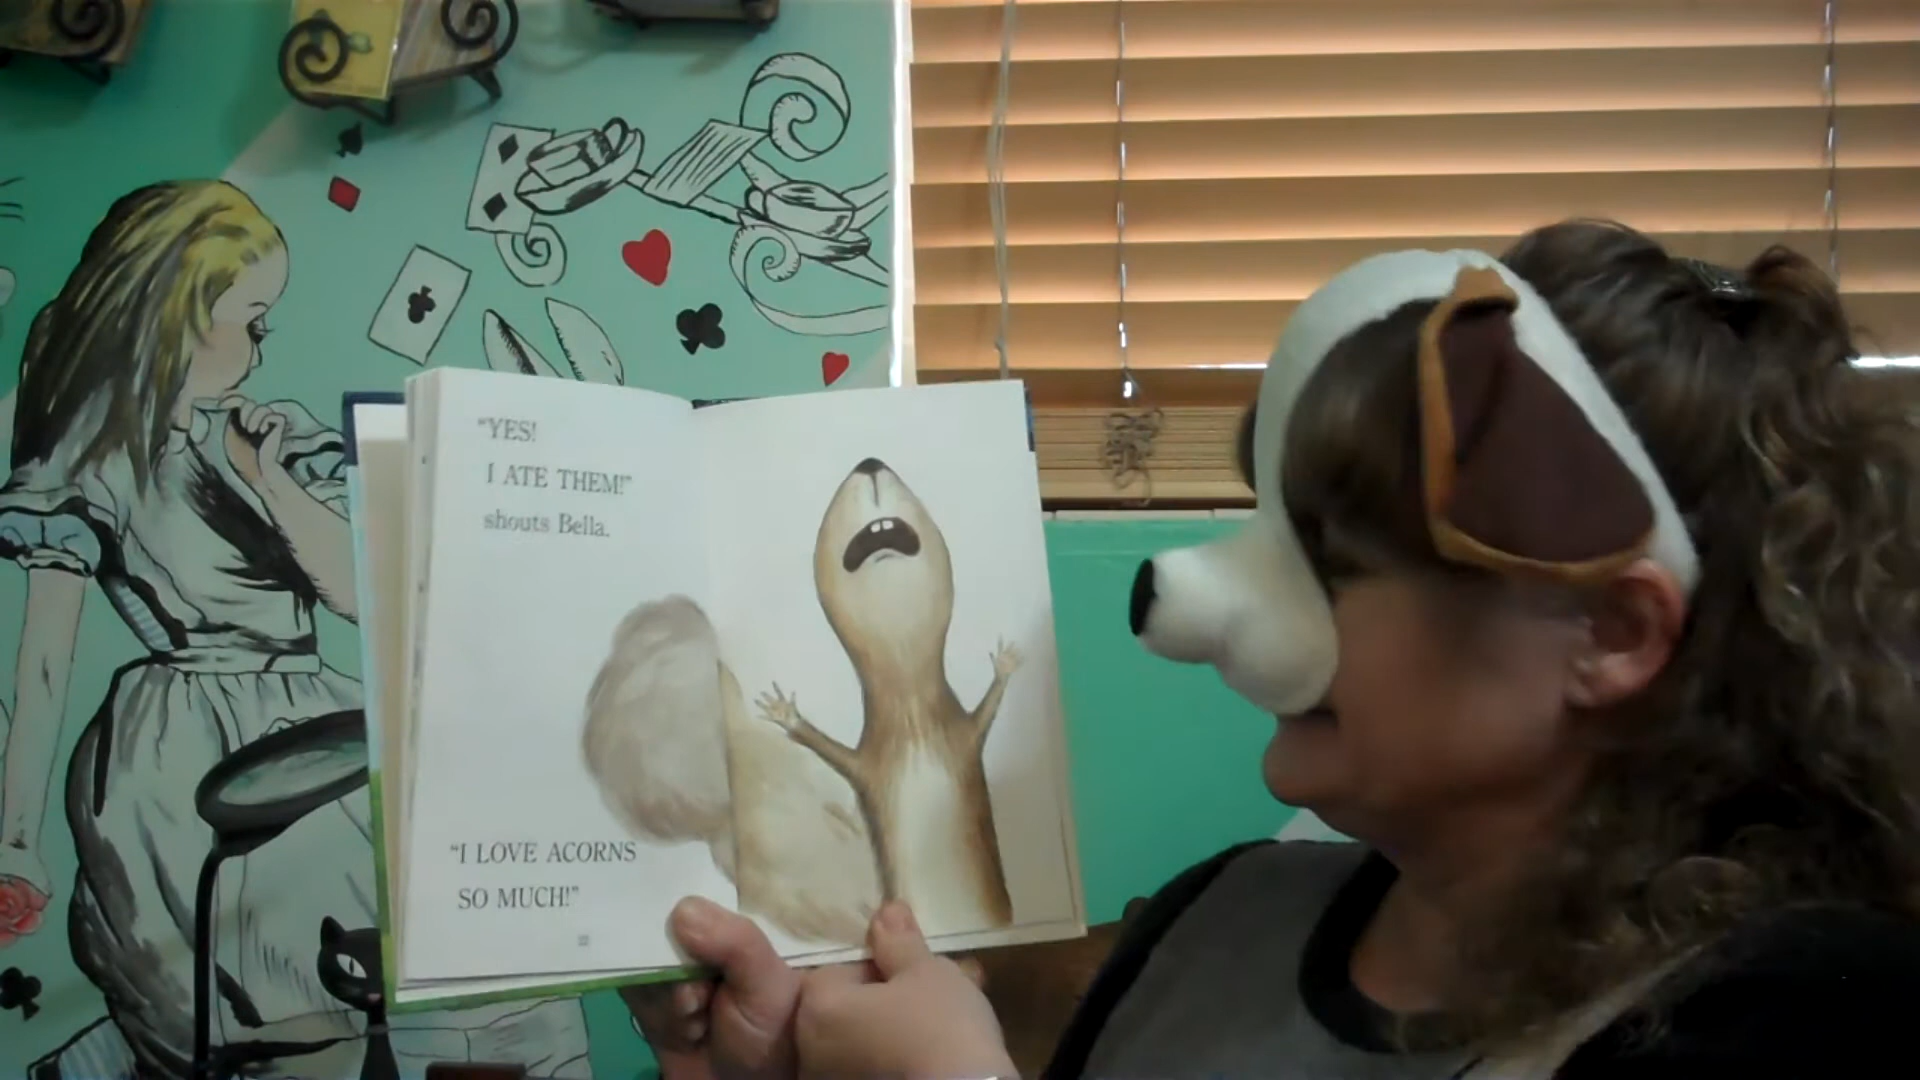 "YES!
I ATE THEM!"
shouts Bella.
"I LOVE ACORNS
SO MUCH!"